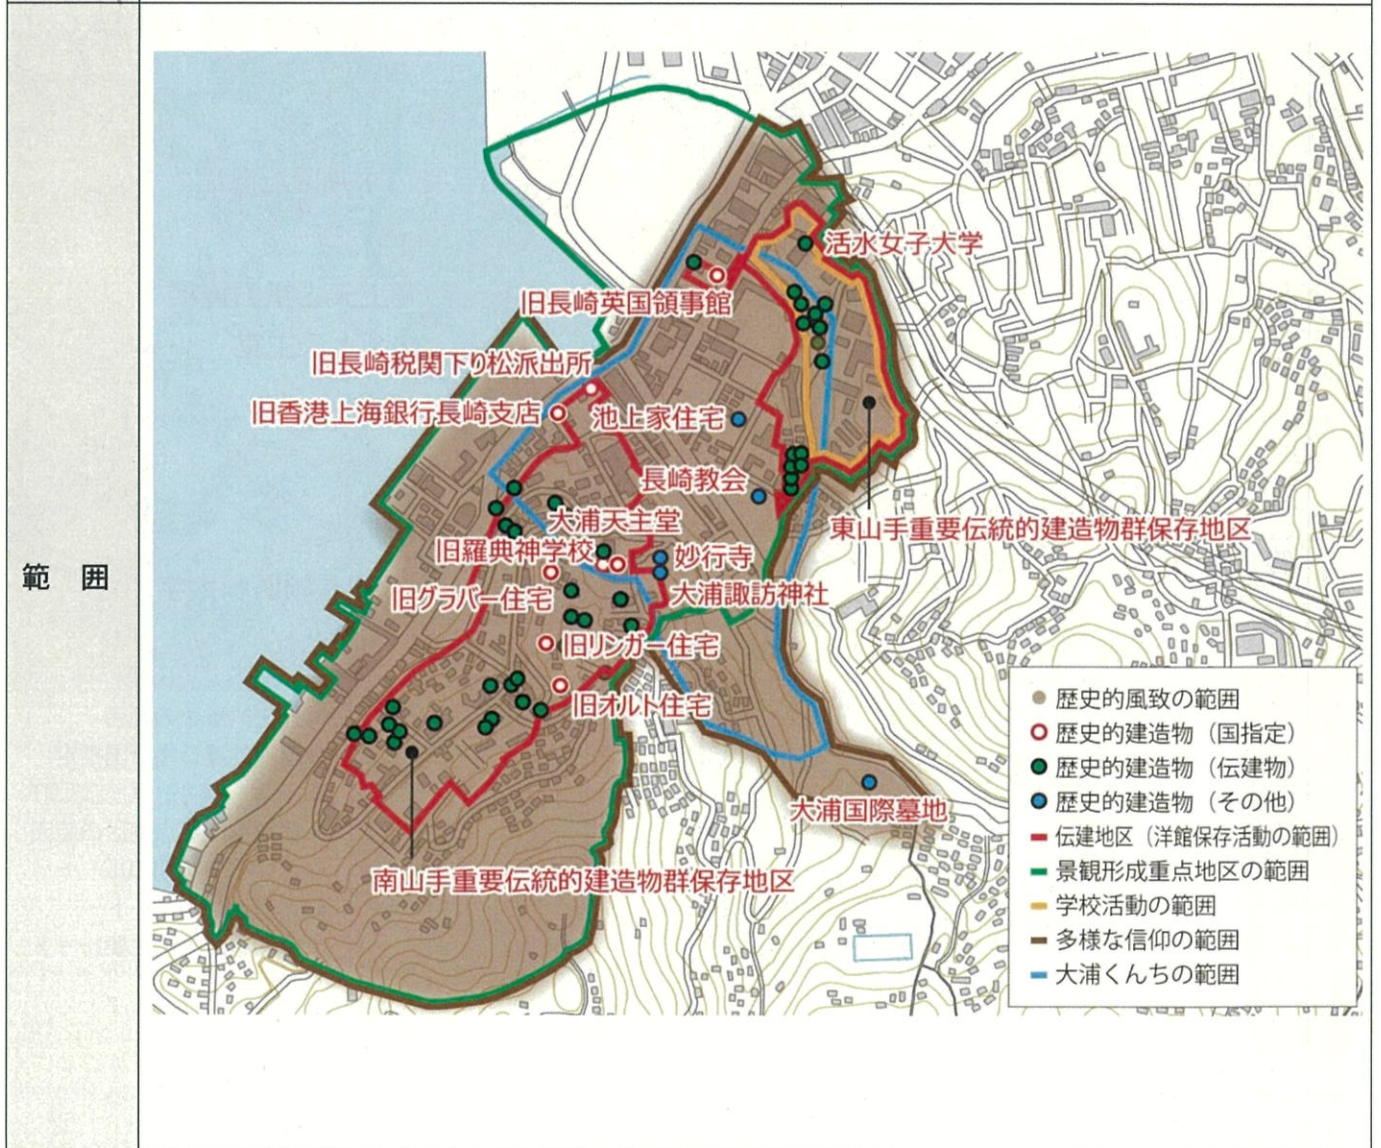 範 囲
活水女子大学
旧長崎英国領事館
旧長崎税関下り松派出所
旧香港上海銀行長崎支店
池上家住宅
長崎教会
大浦天主堂
東山手重要伝統的建造物群保存地区
旧羅典神学校
妙行寺
旧グラバー住宅
大浦諏訪神社
旧リンガー住宅
旧オルト住宅
大浦国際墓地
南山手重要伝統的建造物群保存地区
歴史的風致の範囲
歴史的建造物（国指定）
歴史的建造物（伝建物）
歴史的建造物（その他）
伝建地区（洋館保存活動の範囲）
景観形成重点地区の範囲
学校活動の範囲
多様な信仰の範囲
大浦くんちの範囲